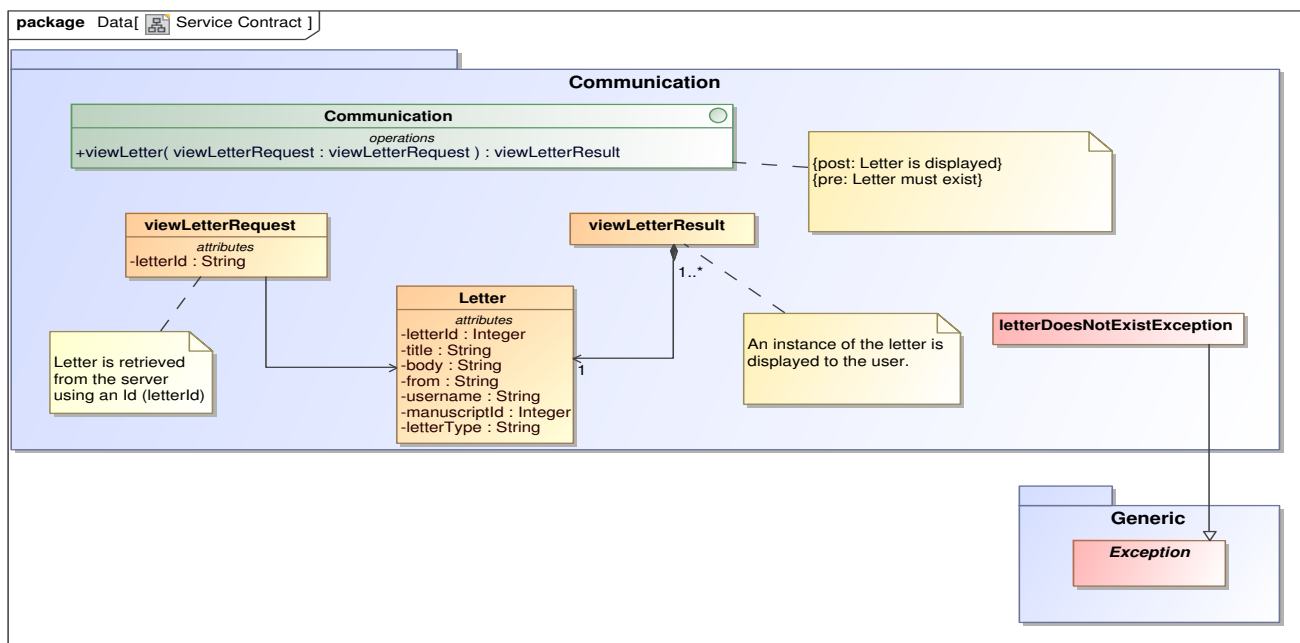 package Data[ Service Contract ]
Communication
Communication
operations
+viewLetter( viewLetterRequest : viewLetterRequest ) : viewLetterResult
{post: Letter is displayed}
{pre: Letter must exist}
viewLetterRequest
attributes
-letterId : String
viewLetterResult
1..*
Letter
attributes
-letterId : Integer
-title : String
-body : String
-from : String
-username : String
-manuscriptId : Integer
-letterType : String
1
Letter is retrieved
from the server
using an Id (letterId)
An instance of the letter is
displayed to the user.
letterDoesNotExistException
Generic
Exception